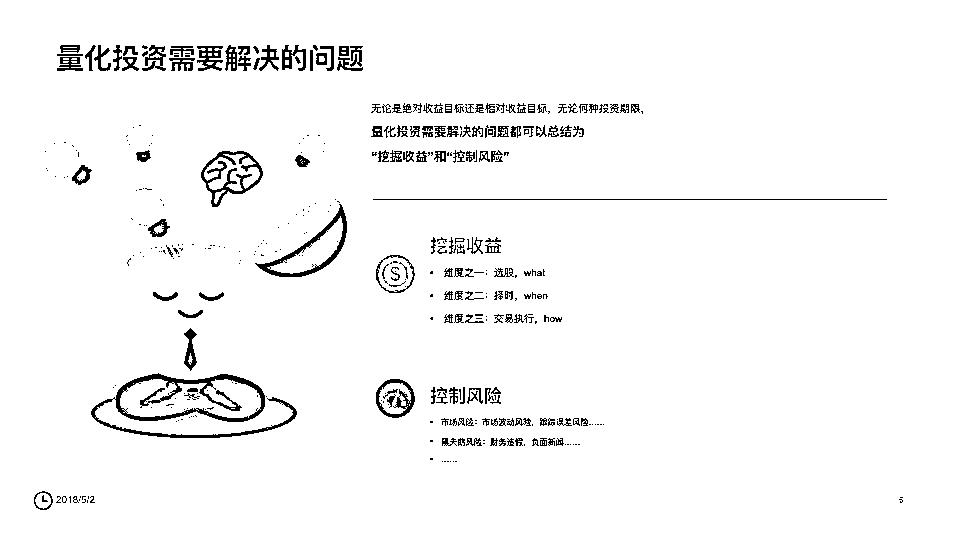 量化投资需要解决的问题
无论是绝对收益目标还是相对收益目标，无论何种投资期限，
量化投资需要解决的问题都可以总结为
“挖掘收益”和“控制风险”
挖掘收益
• 维度之一：选股，what
• 维度之二：择时，when
• 维度之三：交易执行，how
控制风险
• 市场风险：市场波动风险，跟踪误差风险……
• 黑天鹅风险：财务造假，负面新闻……
• ……
2018/5/2
5